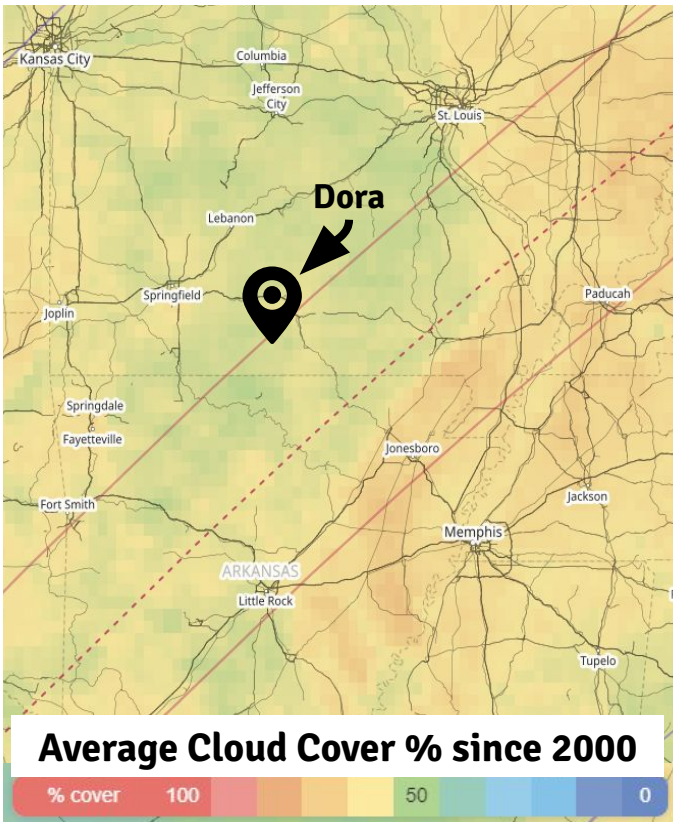 Kansas City
Columbia
Jefferson
City
St. Louis
Dora
Lebanon
Springfield
Paducah
Joplin
Springdale
Fayetteville
Jonesboro
Fort Smith
Jackson
Memphis
ARKANSAS
Little Rock
Tupelo
Average Cloud Cover % since 2000
% cover 100 50 0